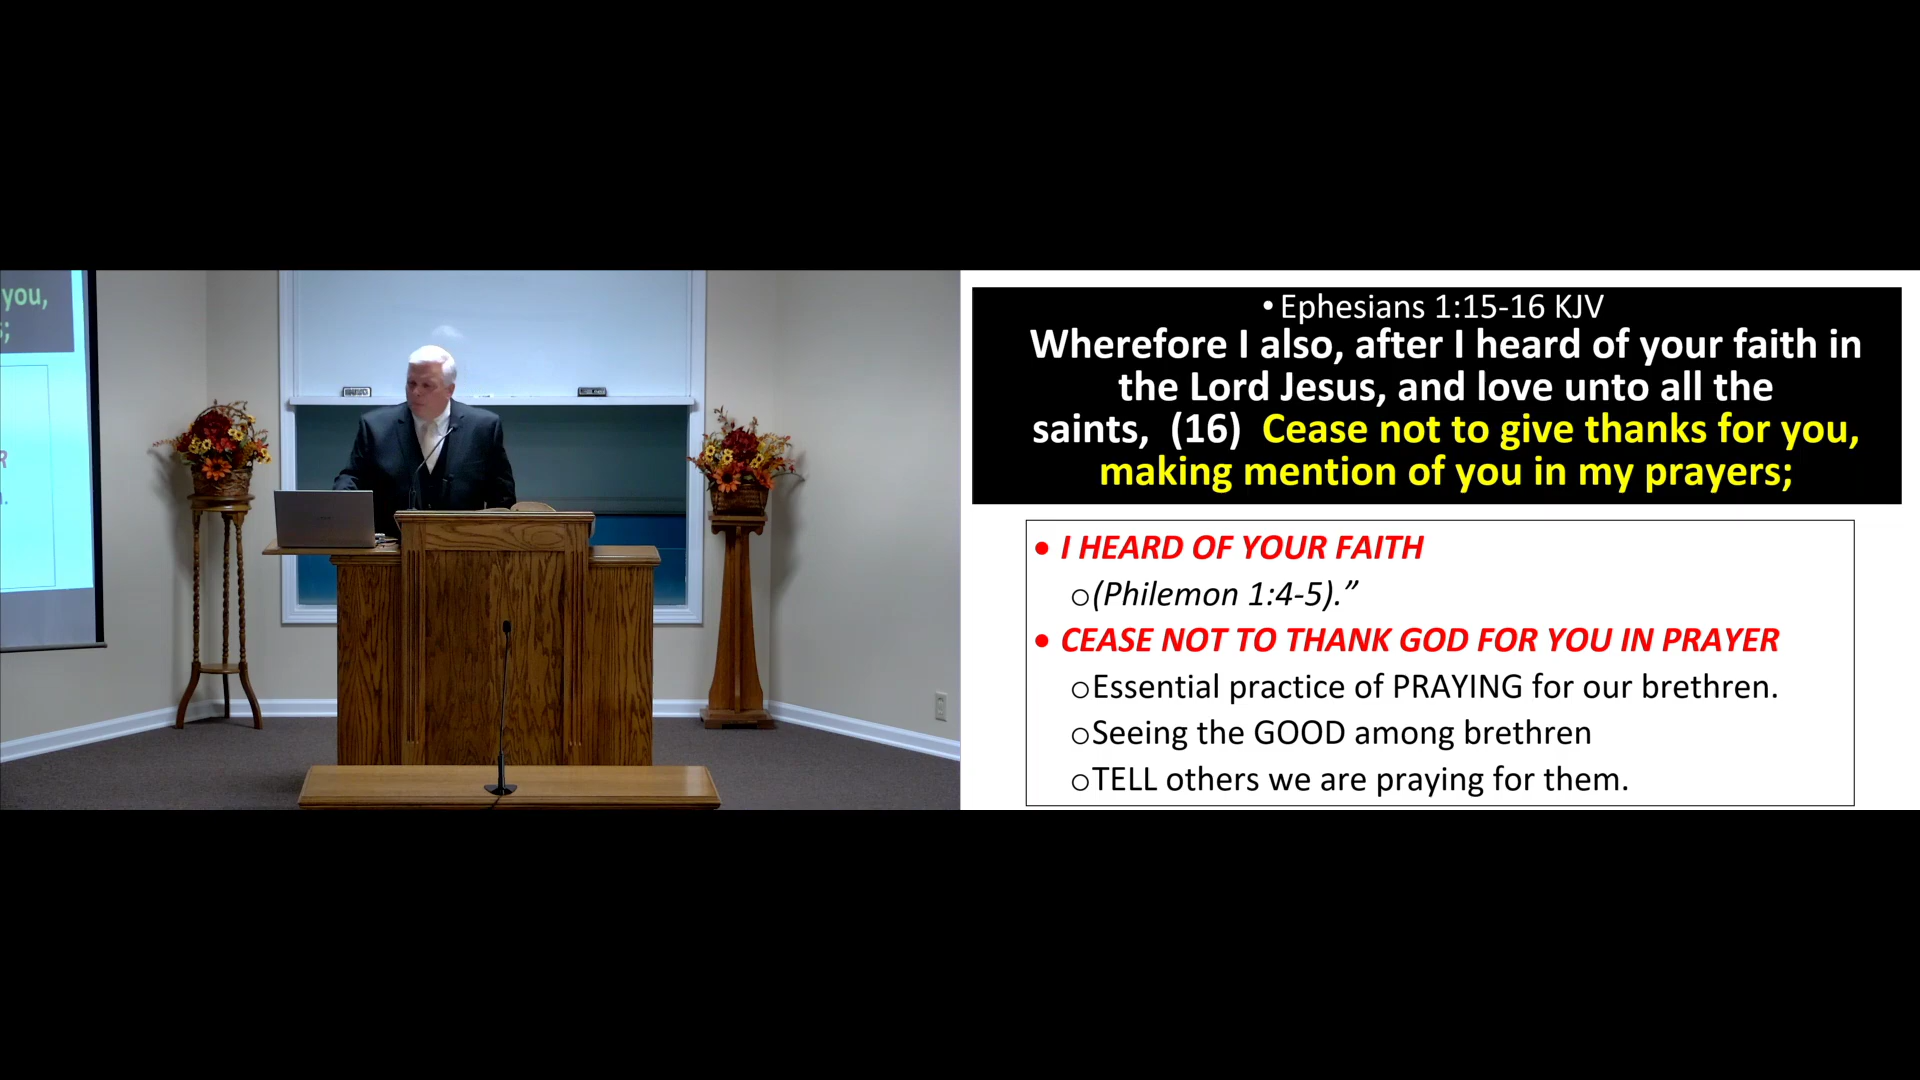 you,
s;
R
•Ephesians 1:15-16 KJV
Wherefore I also, after I heard of your faith in
the Lord Jesus, and love unto all the
saints, (16) Cease not to give thanks for you,
making mention of you in my prayers;
• I HEARD OF YOUR FAITH
o(Philemon 1:4-5).”
• CEASE NOT TO THANK GOD FOR YOU IN PRAYER
oEssential practice of PRAYING for our brethren.
oSeeing the GOOD among brethren
oTELL others we are praying for them.